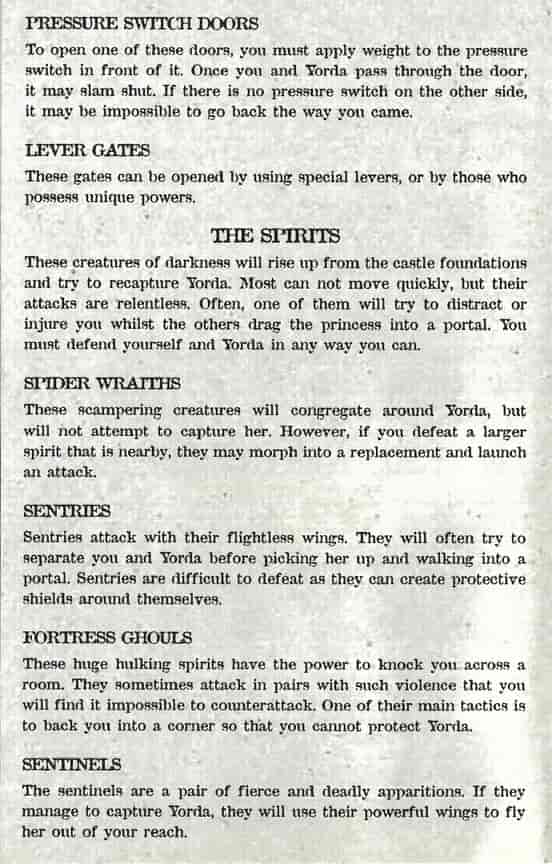 PRESSURE SWITCH DOORS
To open one of these doors, you must apply weight to the pressure
switch in front of it. Once you and Yorda pass through the door,
it may slam shut. If there is no pressure switch on the other side,
it may be impossible to go back the way you came.
LEVER GATES
These gates can be opened by using special levers, or by those who
possess unique powers.
THE SPIRITS
These creatures of darkness will rise up from the castle foundations
and try to recapture Yorda. Most can not move quickly, but their
attacks are relentless. Often, one of them will try to distract or
injure you whilst the others drag the princess into a portal. You
must defend yourself and Yorda in any way you can.
SPIDER WRAITHS
These scampering creatures will congregate around Yorda, but
will not attempt to capture her. However, if you defeat a larger
spirit that is nearby, they may morph into a replacement and launch
an attack.
SENTRIES
Sentries attack with their flightless wings. They will often try to
separate you and Yorda before picking her up and walking into a
portal. Sentries are difficult to defeat as they can create protective
shields around themselves.
FORTRESS GHOULS
These huge hulking spirits have the power to knock you across a
room. They sometimes attack in pairs with such violence that you
will find it impossible to counterattack. One of their main tactics is
to back you into a corner so that you cannot protect Yorda.
SENTINELS
The sentinels are a pair of fierce and deadly apparitions. If they
manage to capture Yorda, they will use their powerful wings to fly
her out of your reach.